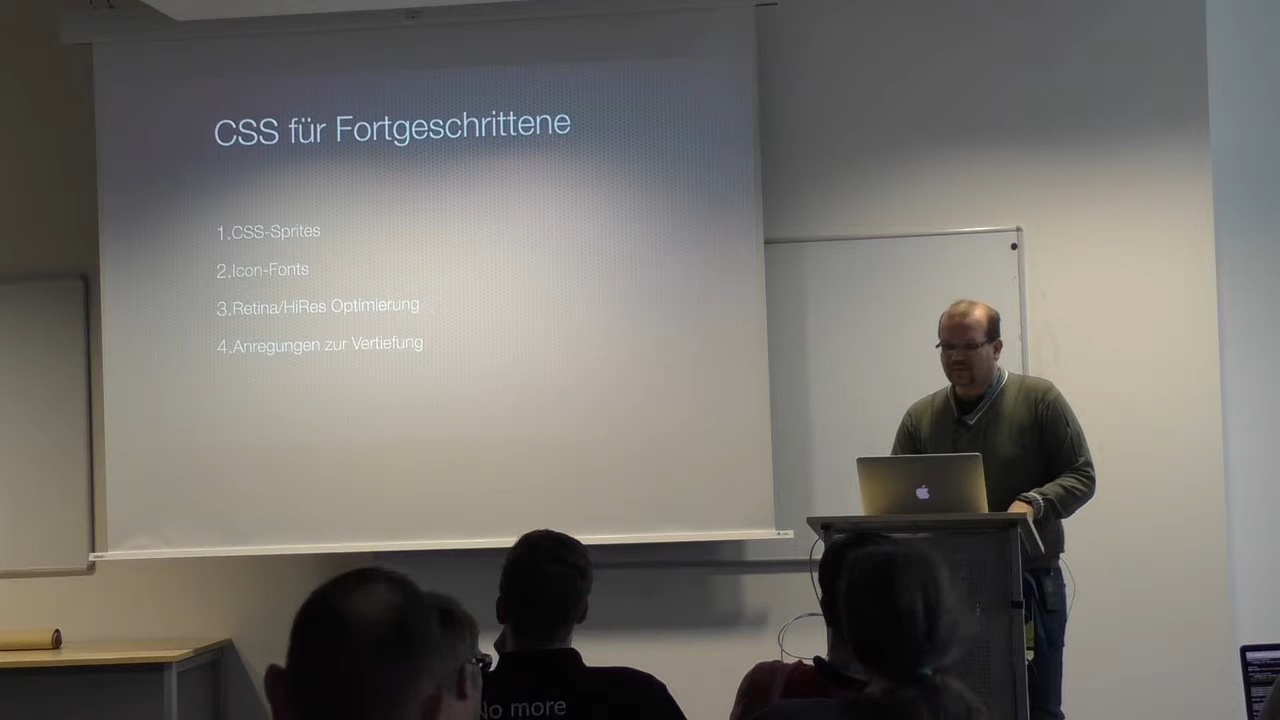 CSS für Fortgeschrittene
1.CSS-Sprites
2.Icon-Fonts
3.Retina/HiRes Optimierung
4.Anregungen zur Vertiefung
No more